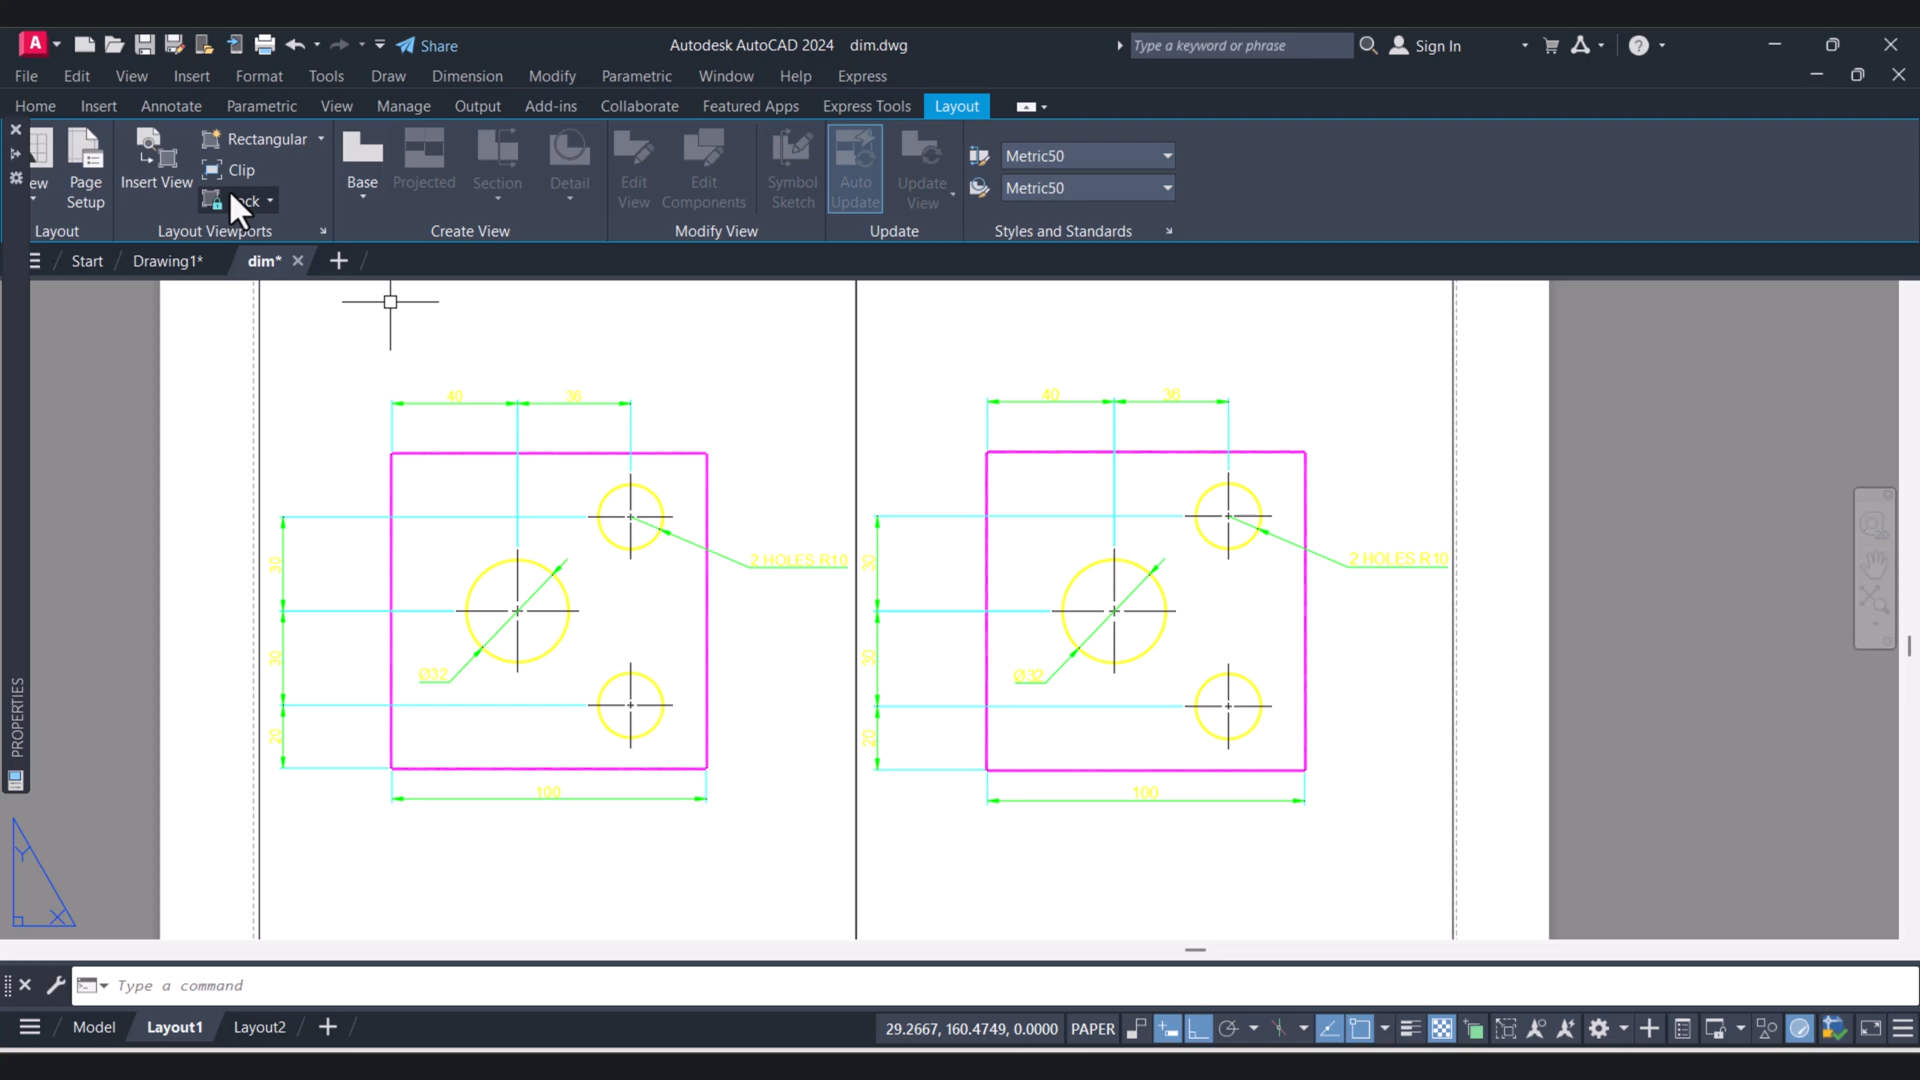 A Share Autodesk AutoCAD 2024 dim.dwg Type a keyword or phrase Sign In
File Edit View Insert Format Tools Draw Dimension Modify Parametric Window Help Express
Home Insert Annotate Parametric View Manage Output Add-ins Collaborate Featured Apps Express Tools Layout
Rectangular
Clip
Page Setup
Insert View
Base
Projected
Section
Detail
Edit View
Edit Components
Symbol Sketch
Auto Update
Update View
Metric50
Metric50
Layout Layout Viewports Create View Modify View Update Styles and Standards
Start Drawing1* dim*
40 36 40 36
30 2 HOLES R10 30 2 HOLES R10
30 Ø32 30 Ø32
20 20
100 100
PROPERTIES
Y
X
2D
Type a command
Model Layout1 Layout2 29.2667, 160.4749, 0.0000 PAPER